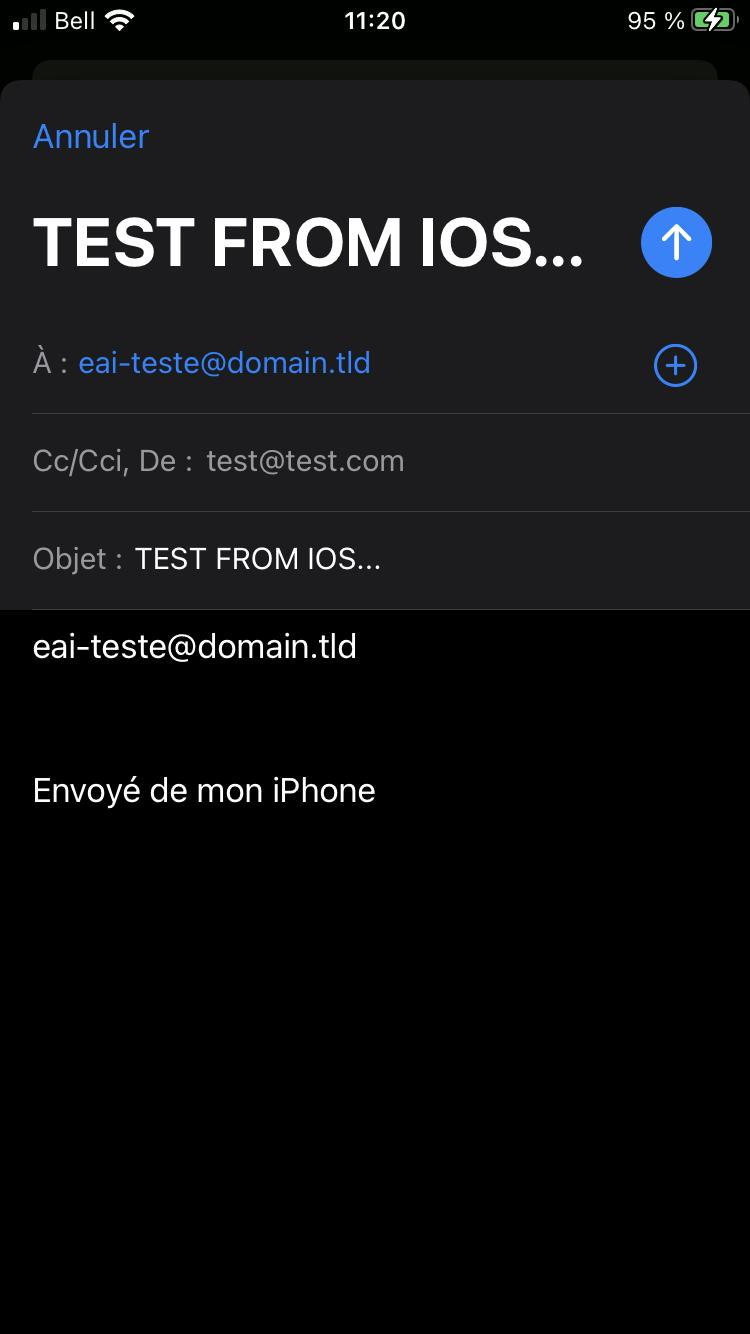 Bell 11:20 95 %
Annuler
TEST FROM IOS...
À : eai-teste@domain.tld
Cc/Cci, De : test@test.com
Objet : TEST FROM IOS...
eai-teste@domain.tld
Envoyé de mon iPhone